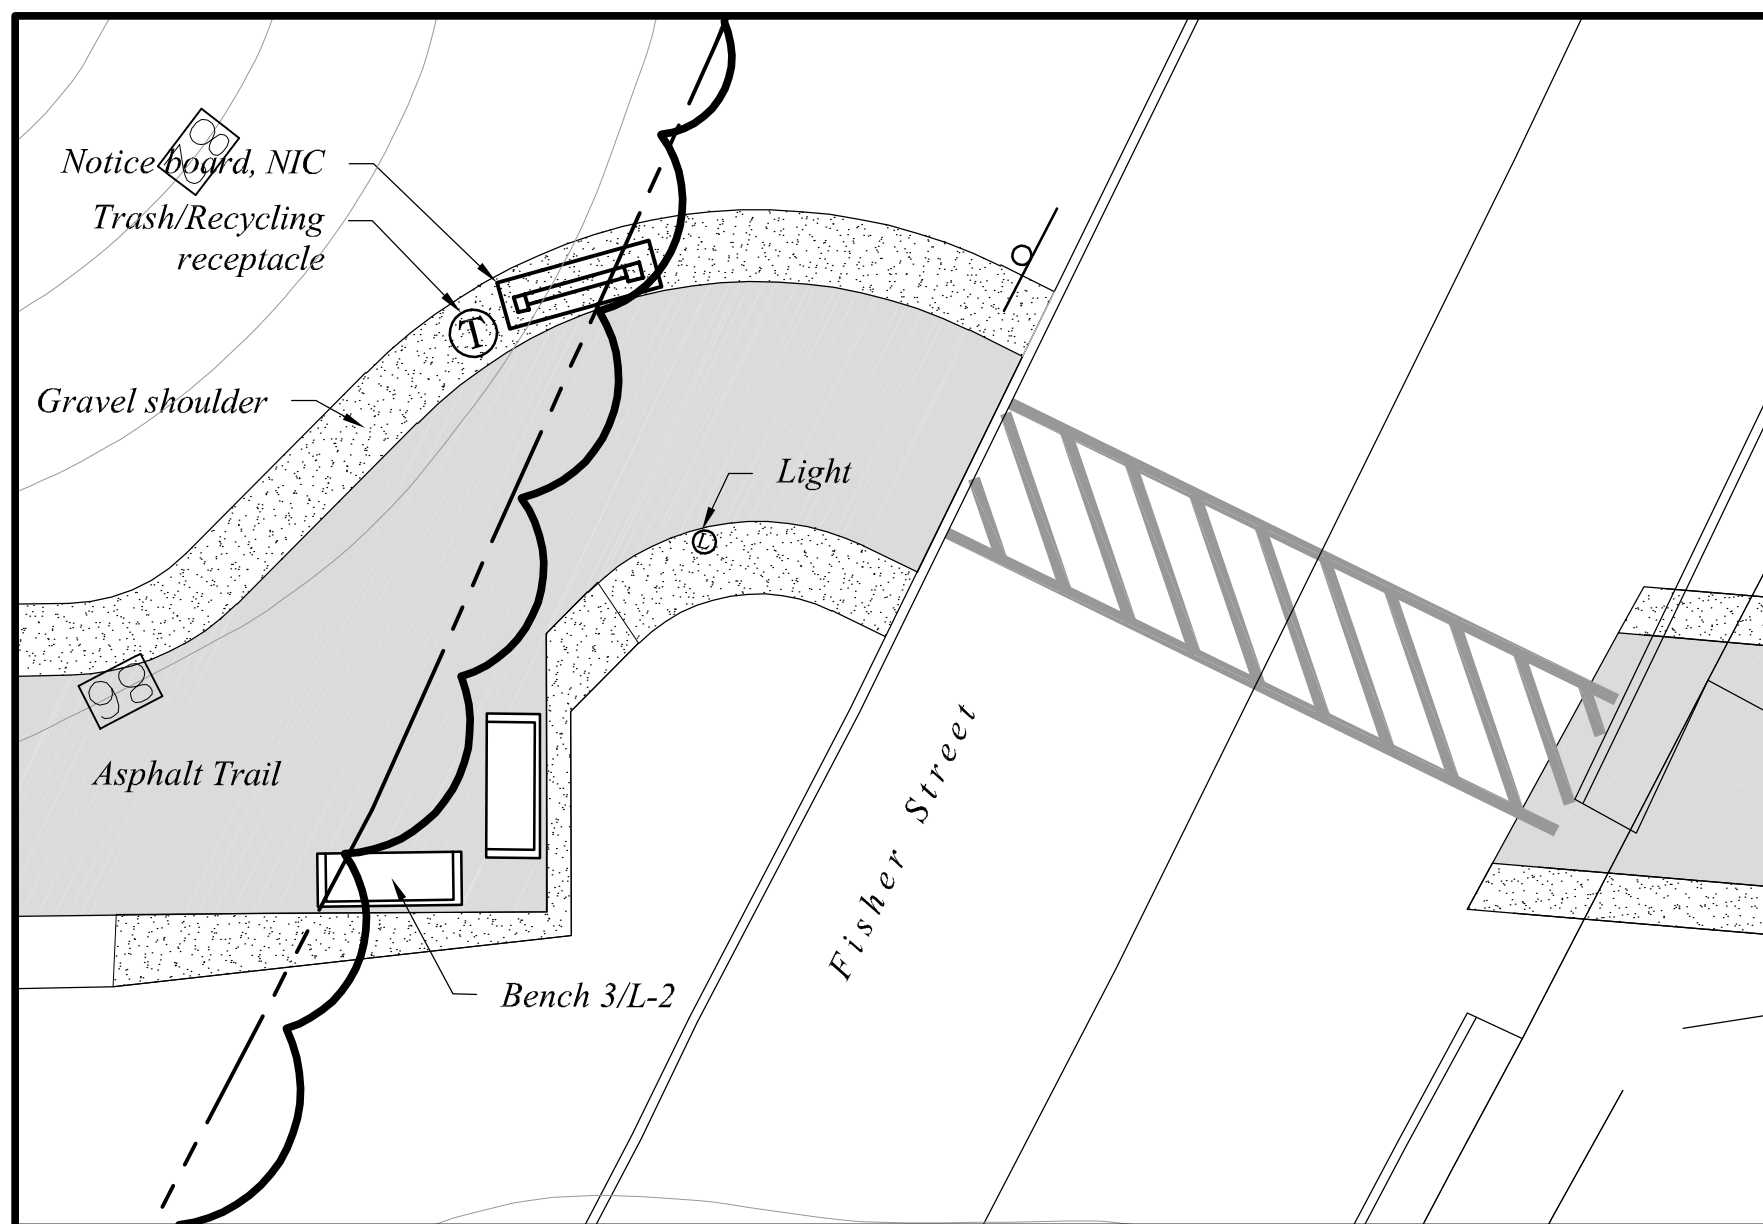 Notice board, NIC
Trash/Recycling
receptacle
T
Gravel shoulder
Light
L
Asphalt Trail
Fisher Street
Bench 3/L-2